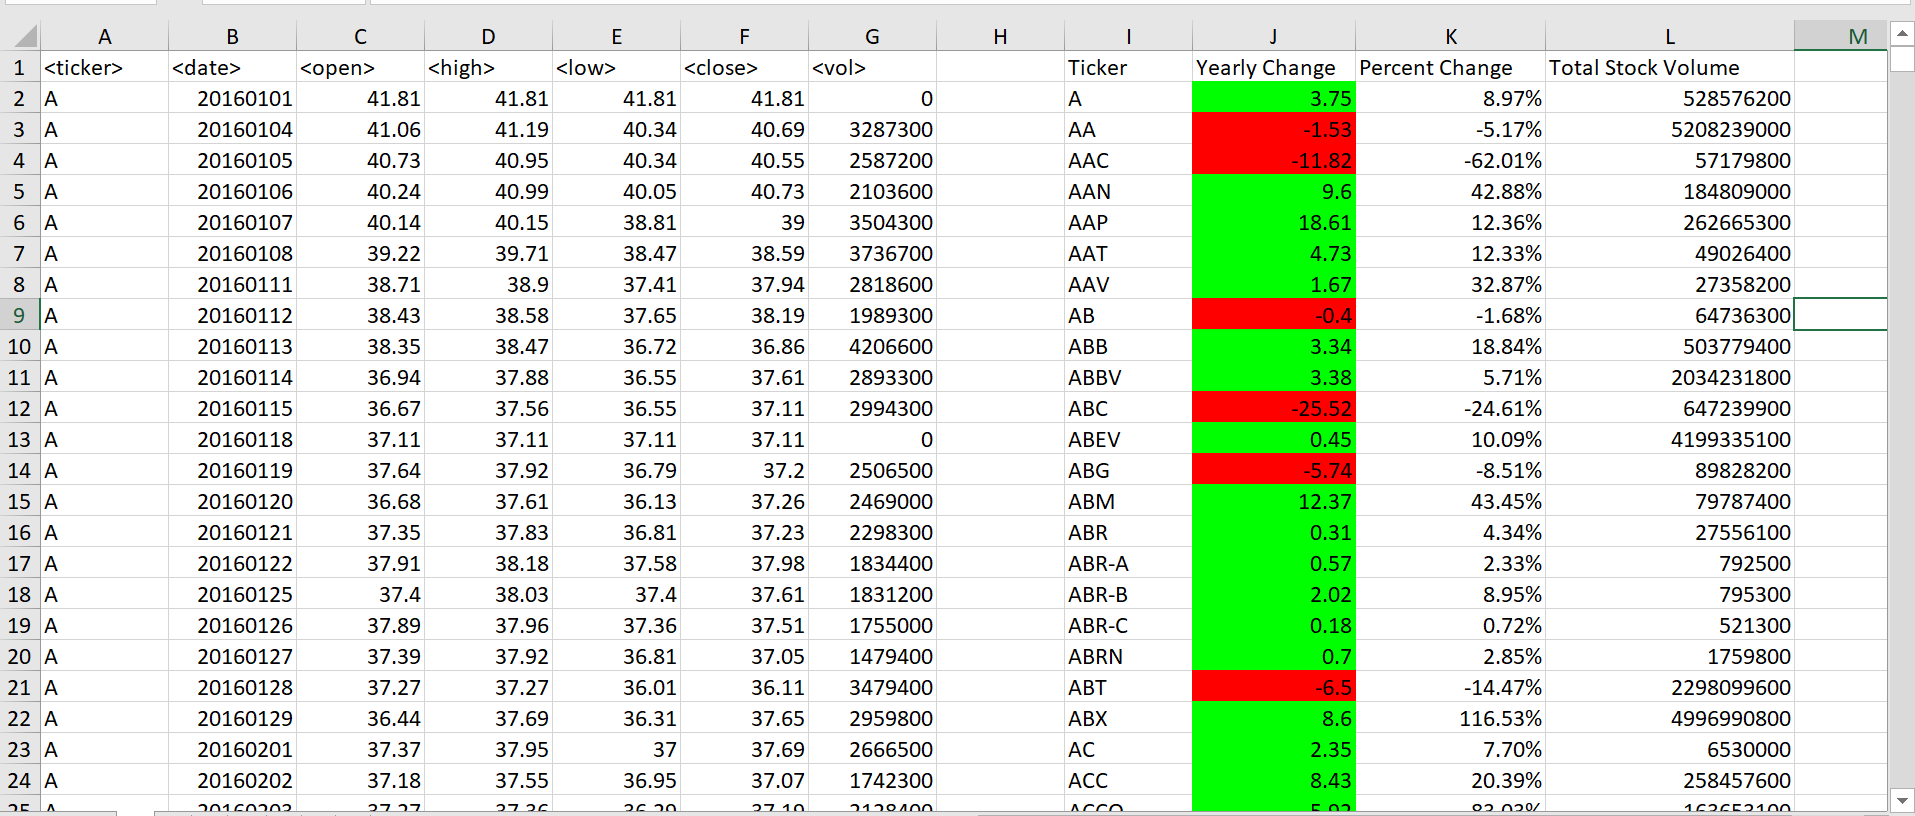 A B C D E F G H I J K L M
1 <ticker> <date> <open> <high> <low> <close> <vol> Ticker Yearly Change Percent Change Total Stock Volume
2 A 20160101 41.81 41.81 41.81 41.81 0 A 3.75 8.97% 528576200
3 A 20160104 41.06 41.19 40.34 40.69 3287300 AA -1.53 -5.17% 5208239000
4 A 20160105 40.73 40.95 40.34 40.55 2587200 AAC -11.82 -62.01% 57179800
5 A 20160106 40.24 40.99 40.05 40.73 2103600 AAN 9.6 42.88% 184809000
6 A 20160107 40.14 40.15 38.81 39 3504300 AAP 18.61 12.36% 262665300
7 A 20160108 39.22 39.71 38.47 38.59 3736700 AAT 4.73 12.33% 49026400
8 A 20160111 38.71 38.9 37.41 37.94 2818600 AAV 1.67 32.87% 27358200
9 A 20160112 38.43 38.58 37.65 38.19 1989300 AB -0.4 -1.68% 64736300
10 A 20160113 38.35 38.47 36.72 36.86 4206600 ABB 3.34 18.84% 503779400
11 A 20160114 36.94 37.88 36.55 37.61 2893300 ABBV 3.38 5.71% 2034231800
12 A 20160115 36.67 37.56 36.55 37.11 2994300 ABC -25.52 -24.61% 647239900
13 A 20160118 37.11 37.11 37.11 37.11 0 ABEV 0.45 10.09% 4199335100
14 A 20160119 37.64 37.92 36.79 37.2 2506500 ABG -5.74 -8.51% 89828200
15 A 20160120 36.68 37.61 36.13 37.26 2469000 ABM 12.37 43.45% 79787400
16 A 20160121 37.35 37.83 36.81 37.23 2298300 ABR 0.31 4.34% 27556100
17 A 20160122 37.91 38.18 37.58 37.98 1834400 ABR-A 0.57 2.33% 792500
18 A 20160125 37.4 38.03 37.4 37.61 1831200 ABR-B 2.02 8.95% 795300
19 A 20160126 37.89 37.96 37.36 37.51 1755000 ABR-C 0.18 0.72% 521300
20 A 20160127 37.39 37.92 36.81 37.05 1479400 ABRN 0.7 2.85% 1759800
21 A 20160128 37.27 37.27 36.01 36.11 3479400 ABT -6.5 -14.47% 2298099600
22 A 20160129 36.44 37.69 36.31 37.65 2959800 ABX 8.6 116.53% 4996990800
23 A 20160201 37.37 37.95 37 37.69 2666500 AC 2.35 7.70% 6530000
24 A 20160202 37.18 37.55 36.95 37.07 1742300 ACC 8.43 20.39% 258457600